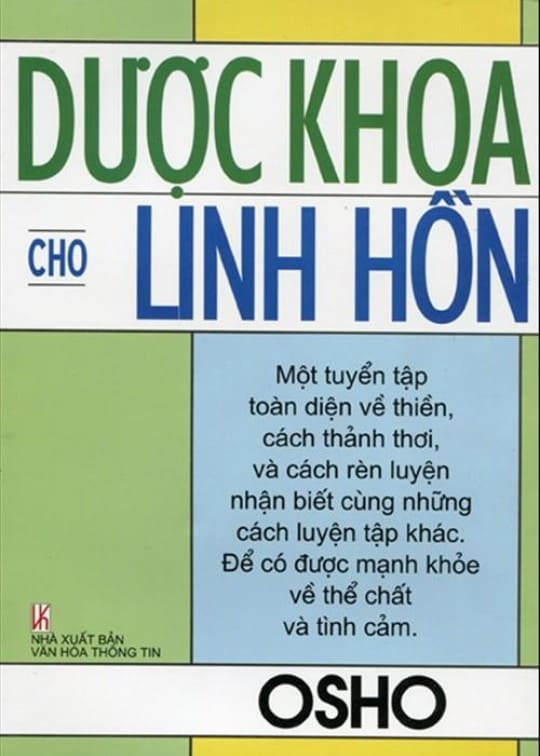 DƯỢC KHOA
CHO LINH HỒN
Một tuyển tập
toàn diện về thiền,
cách thảnh thơi,
và cách rèn luyện
nhận biết cùng những
cách luyện tập khác.
Để có được mạnh khỏe
về thể chất
và tình cảm.
NHÀ XUẤT BẢN
VĂN HÓA THÔNG TIN
OSHO